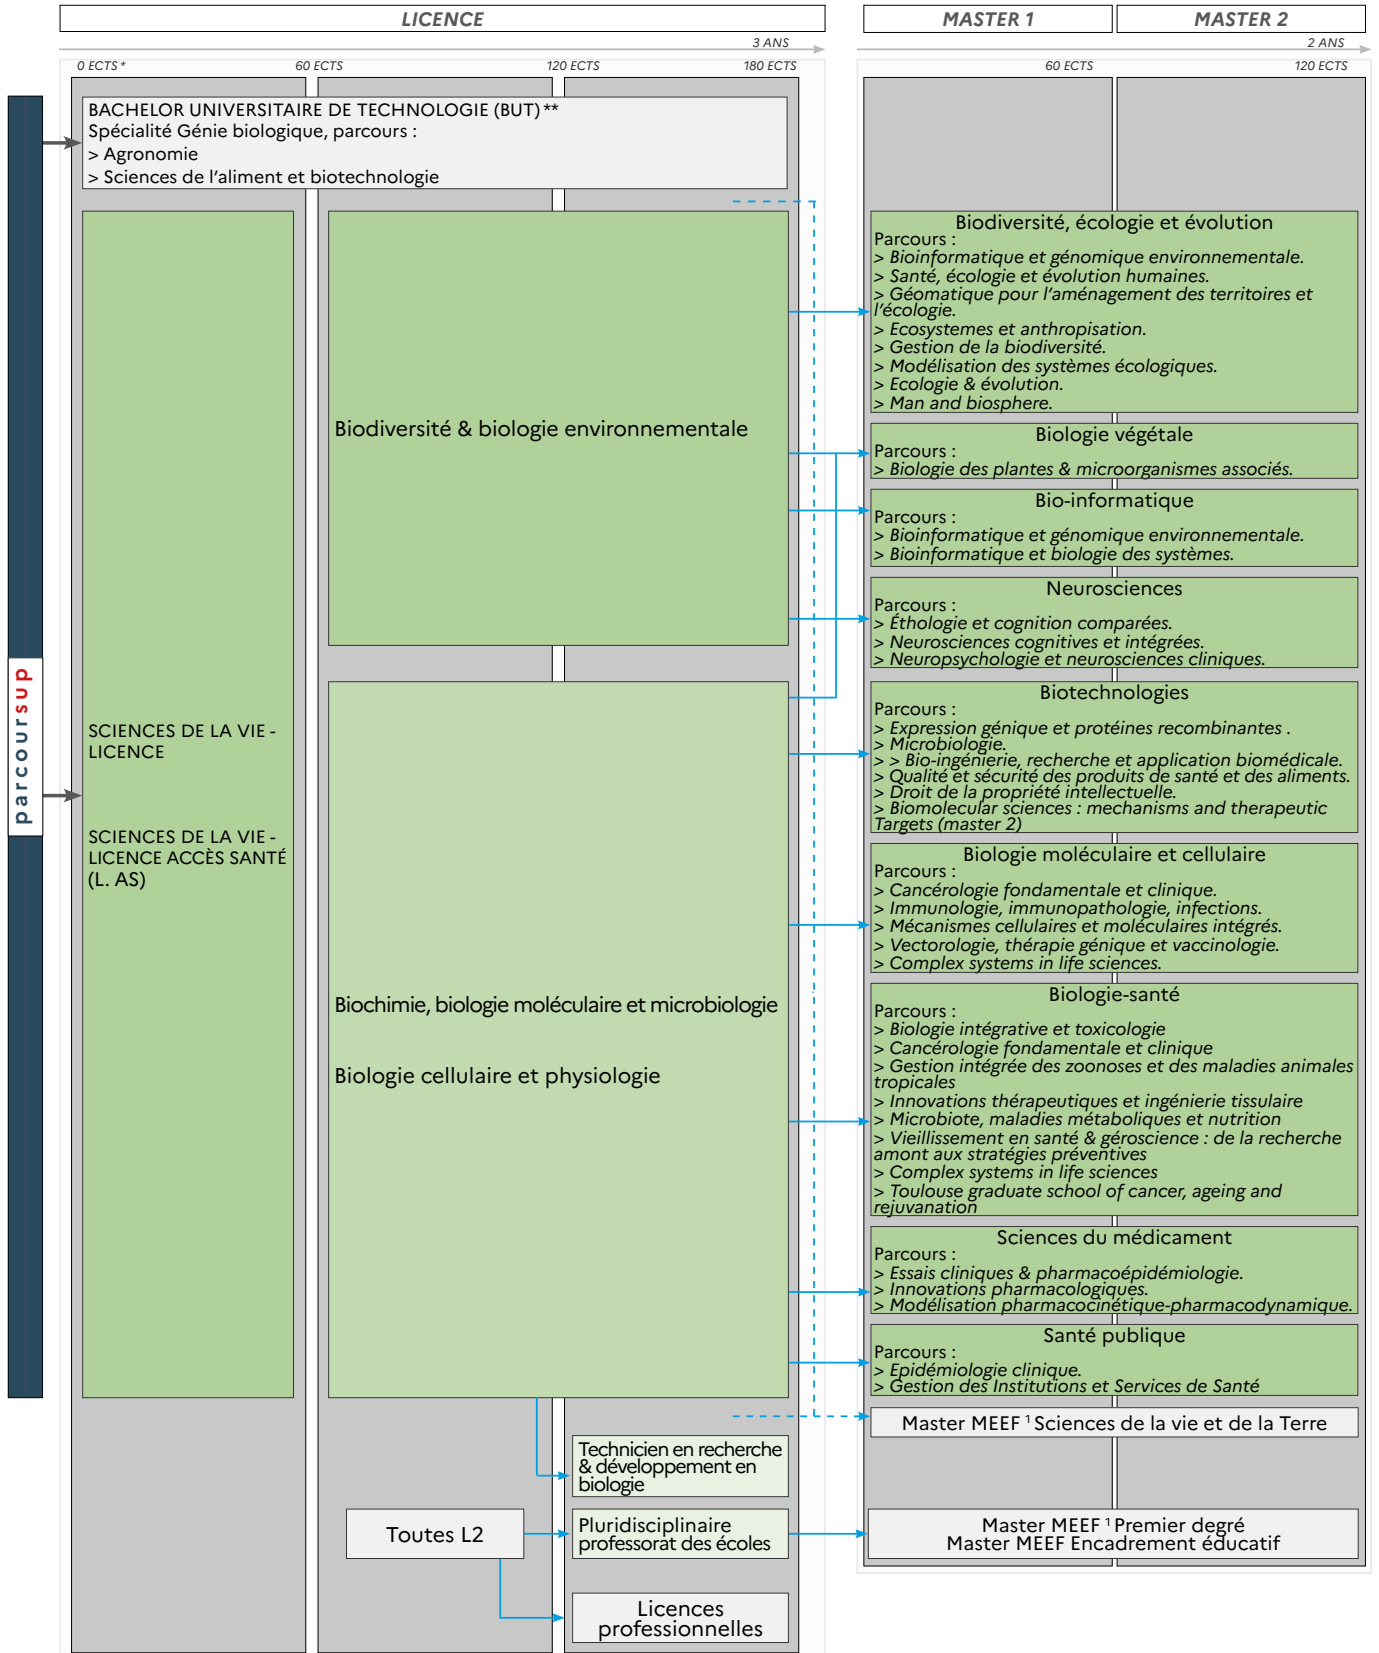 LICENCE
MASTER 1
MASTER 2
3 ANS
2 ANS
0 ECTS *
60 ECTS
120 ECTS
180 ECTS
60 ECTS
120 ECTS
parcoursup
BACHELOR UNIVERSITAIRE DE TECHNOLOGIE (BUT) **
Spécialité Génie biologique, parcours :
> Agronomie
> Sciences de l'aliment et biotechnologie
SCIENCES DE LA VIE -
LICENCE
SCIENCES DE LA VIE -
LICENCE ACCÈS SANTÉ
(L. AS)
Biodiversité & biologie environnementale
Biochimie, biologie moléculaire et microbiologie
Biologie cellulaire et physiologie
Technicien en recherche
& développement en
biologie
Toutes L2
Pluridisciplinaire
professorat des écoles
Licences
professionnelles
Biodiversité, écologie et évolution
Parcours :
> Bioinformatique et génomique environnementale.
> Santé, écologie et évolution humaines.
> Géomatique pour l'aménagement des territoires et
l'écologie.
> Ecosystemes et anthropisation.
> Gestion de la biodiversité.
> Modélisation des systèmes écologiques.
> Ecologie & évolution.
> Man and biosphere.
Biologie végétale
Parcours :
> Biologie des plantes & microorganismes associés.
Bio-informatique
Parcours :
> Bioinformatique et génomique environnementale.
> Bioinformatique et biologie des systèmes.
Neurosciences
Parcours :
> Éthologie et cognition comparées.
> Neurosciences cognitives et intégrées.
> Neuropsychologie et neurosciences cliniques.
Biotechnologies
Parcours :
> Expression génique et protéines recombinantes .
> Microbiologie.
> > Bio-ingénierie, recherche et application biomédicale.
> Qualité et sécurité des produits de santé et des aliments.
> Droit de la propriété intellectuelle.
> Biomolecular sciences : mechanisms and therapeutic
Targets (master 2)
Biologie moléculaire et cellulaire
Parcours :
> Cancérologie fondamentale et clinique.
> Immunologie, immunopathologie, infections.
> Mécanismes cellulaires et moléculaires intégrés.
> Vectorologie, thérapie génique et vaccinologie.
> Complex systems in life sciences.
Biologie-santé
Parcours :
> Biologie intégrative et toxicologie
> Cancérologie fondamentale et clinique
> Gestion intégrée des zoonoses et des maladies animales
tropicales
> Innovations thérapeutiques et ingénierie tissulaire
> Microbiote, maladies métaboliques et nutrition
> Vieillissement en santé & géroscience : de la recherche
amont aux stratégies préventives
> Complex systems in life sciences
> Toulouse graduate school of cancer, ageing and
rejuvanation
Sciences du médicament
Parcours :
> Essais cliniques & pharmacoépidémiologie.
> Innovations pharmacologiques.
> Modélisation pharmacocinétique-pharmacodynamique.
Santé publique
Parcours :
> Epidémiologie clinique.
> Gestion des Institutions et Services de Santé
Master MEEF ¹ Sciences de la vie et de la Terre
Master MEEF ¹ Premier degré
Master MEEF Encadrement éducatif